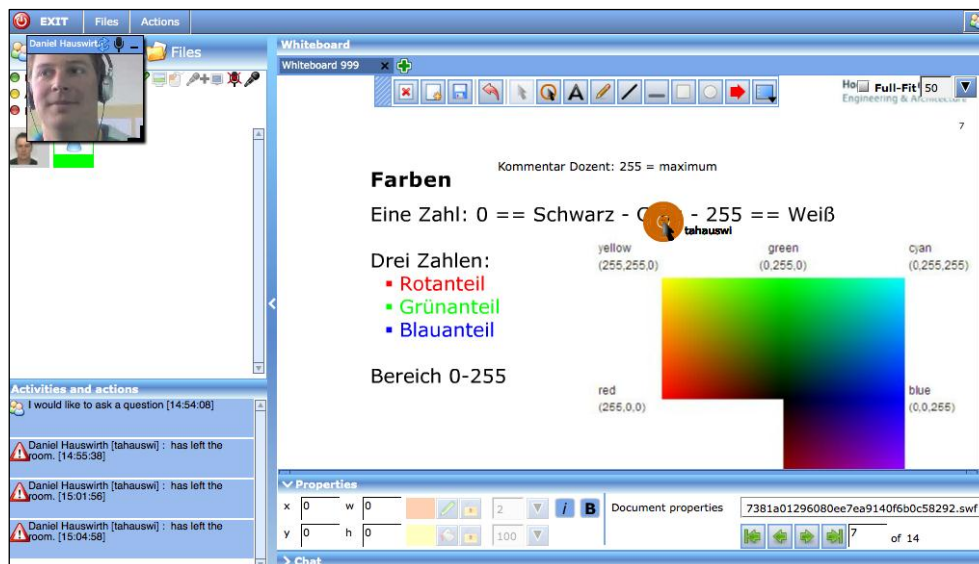 EXIT Files Actions
Daniel Hauswirt
Files
Whiteboard
Whiteboard 999
Full-Fit 50
Engineering & Architecture
7
Kommentar Dozent: 255 = maximum
Farben
Eine Zahl: 0 == Schwarz - - 255 == Weiß
tahauswi
Drei Zahlen:
Rotanteil
Grünanteil
Blauanteil
Bereich 0-255
yellow
(255,255,0)
green
(0,255,0)
cyan
(0,255,255)
red
(255,0,0)
blue
(0,0,255)
Activities and actions
I would like to ask a question [14:54:08]
Daniel Hauswirth [tahauswi] : has left the
room. [14:55:38]
Daniel Hauswirth [tahauswi] : has left the
room. [15:01:56]
Daniel Hauswirth [tahauswi] : has left the
room. [15:04:58]
Properties
x 0 w 0 2 i B Document properties 7381a01296080ee7ea9140f6b0c58292.swf
y 0 h 0 100 7 of 14
Chat